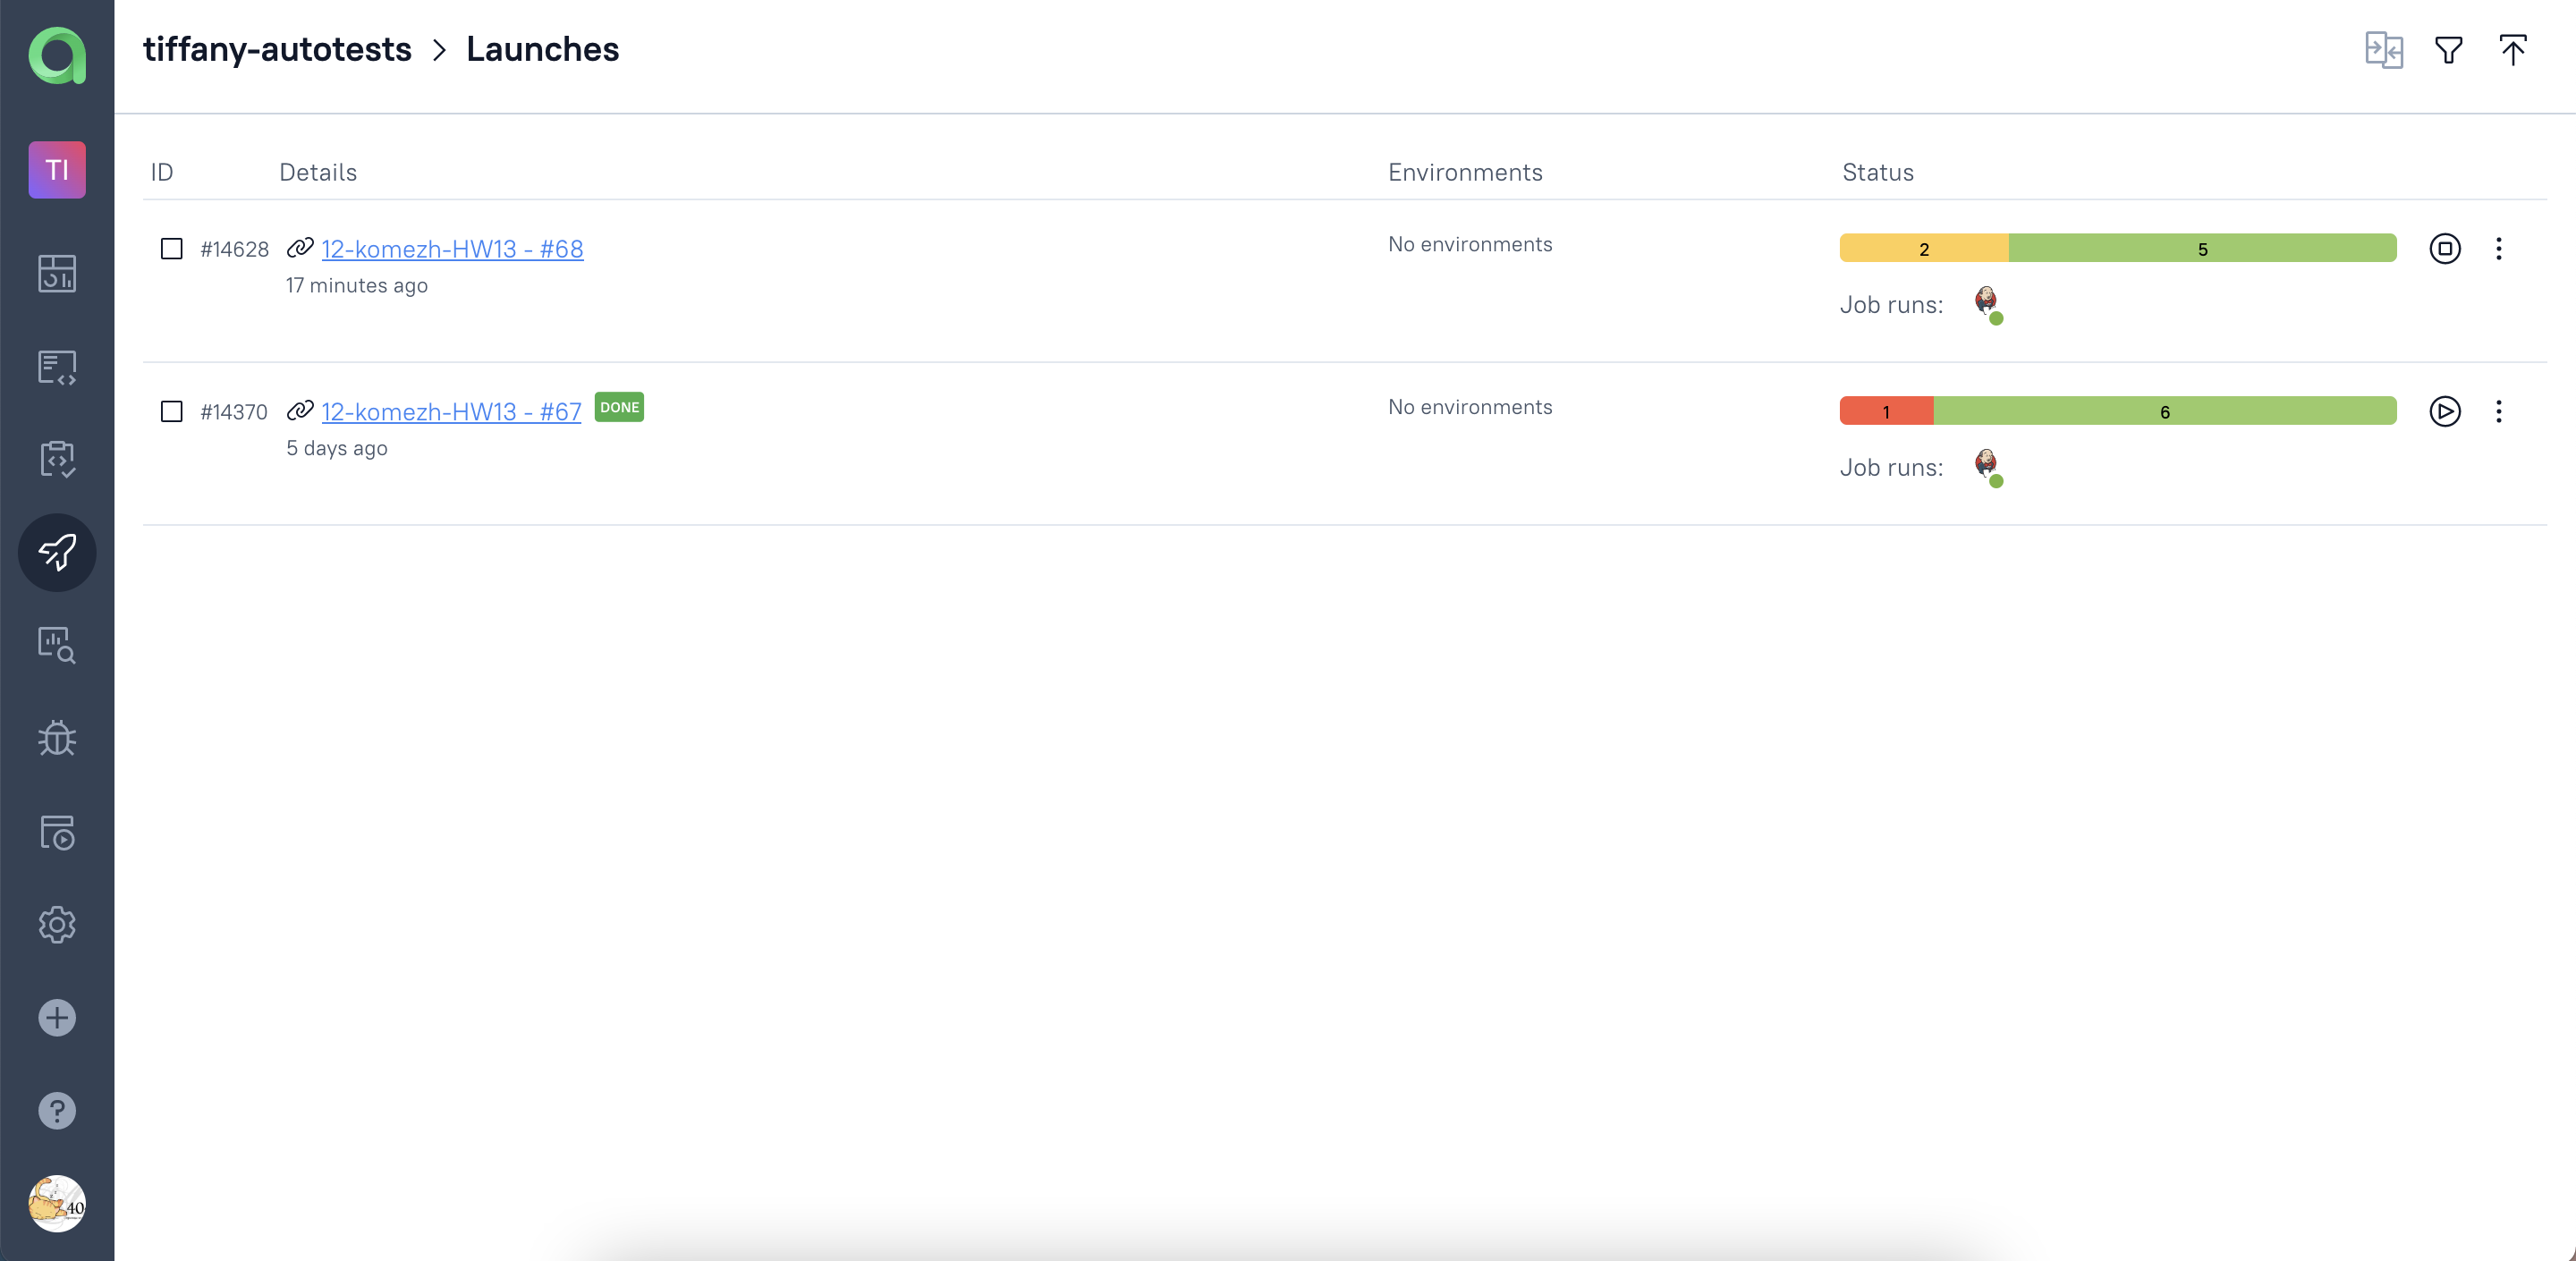 tiffany-autotests > Launches
TI
ID Details Environments Status
#14628 12-komezh-HW13 - #68 No environments 2 5
17 minutes ago
Job runs:
#14370 12-komezh-HW13 - #67 DONE No environments 1 6
5 days ago
Job runs:
40